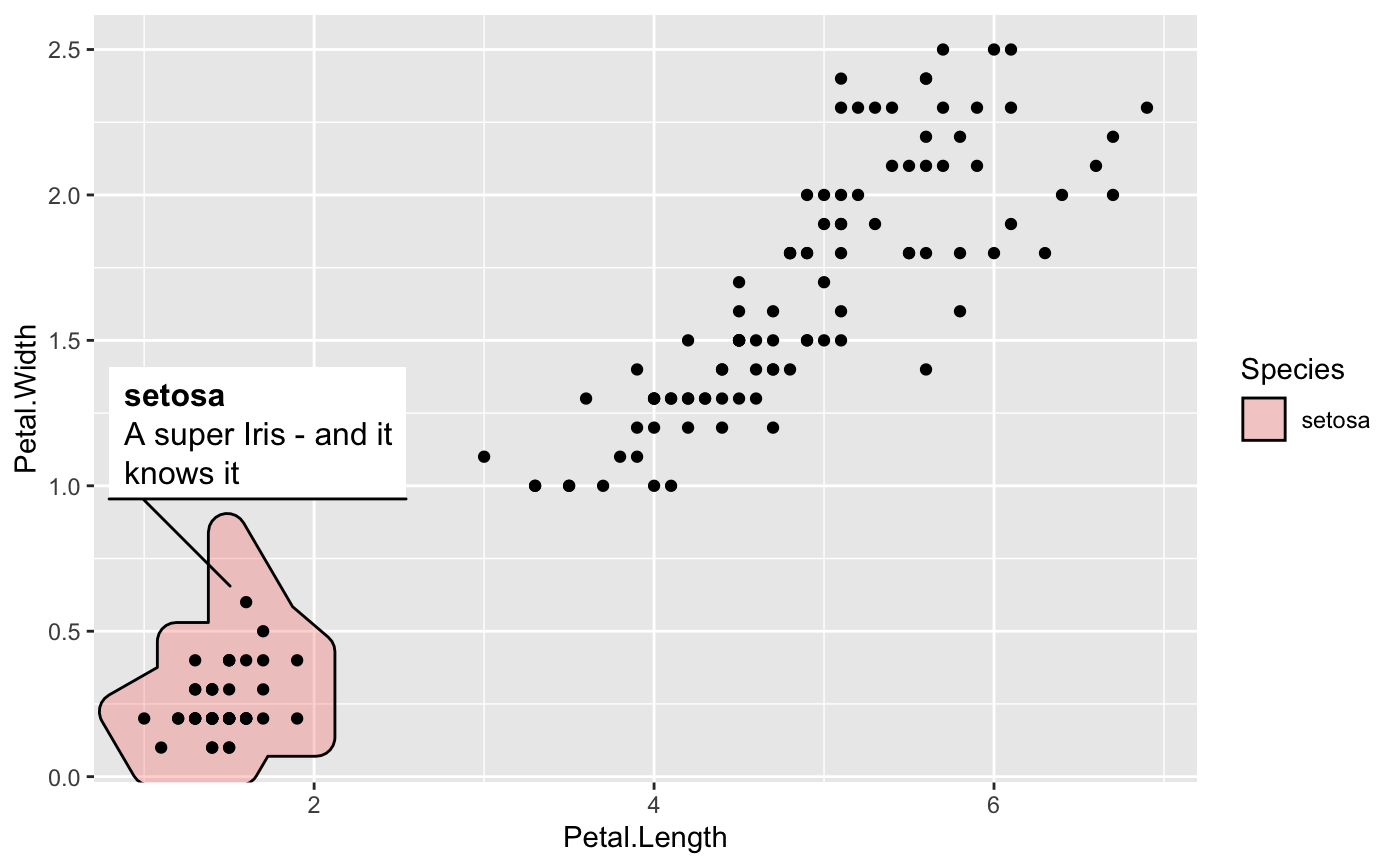 2.5
2.0
1.5
1.0
0.5
0.0
Petal.Width
setosa
A super Iris - and it
knows it
2
4
6
Petal.Length
Species
setosa